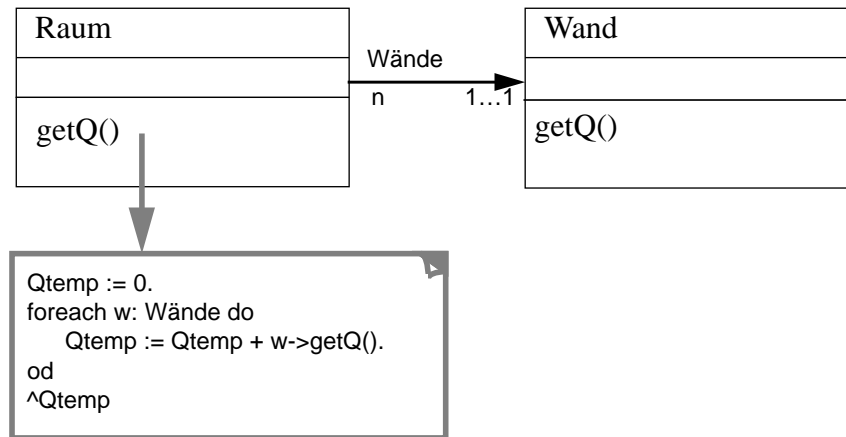 Raum
getQ()
Wände
n 1...1
Wand
getQ()
Qtemp := 0.
foreach w: Wände do
Qtemp := Qtemp + w->getQ().
od
^Qtemp